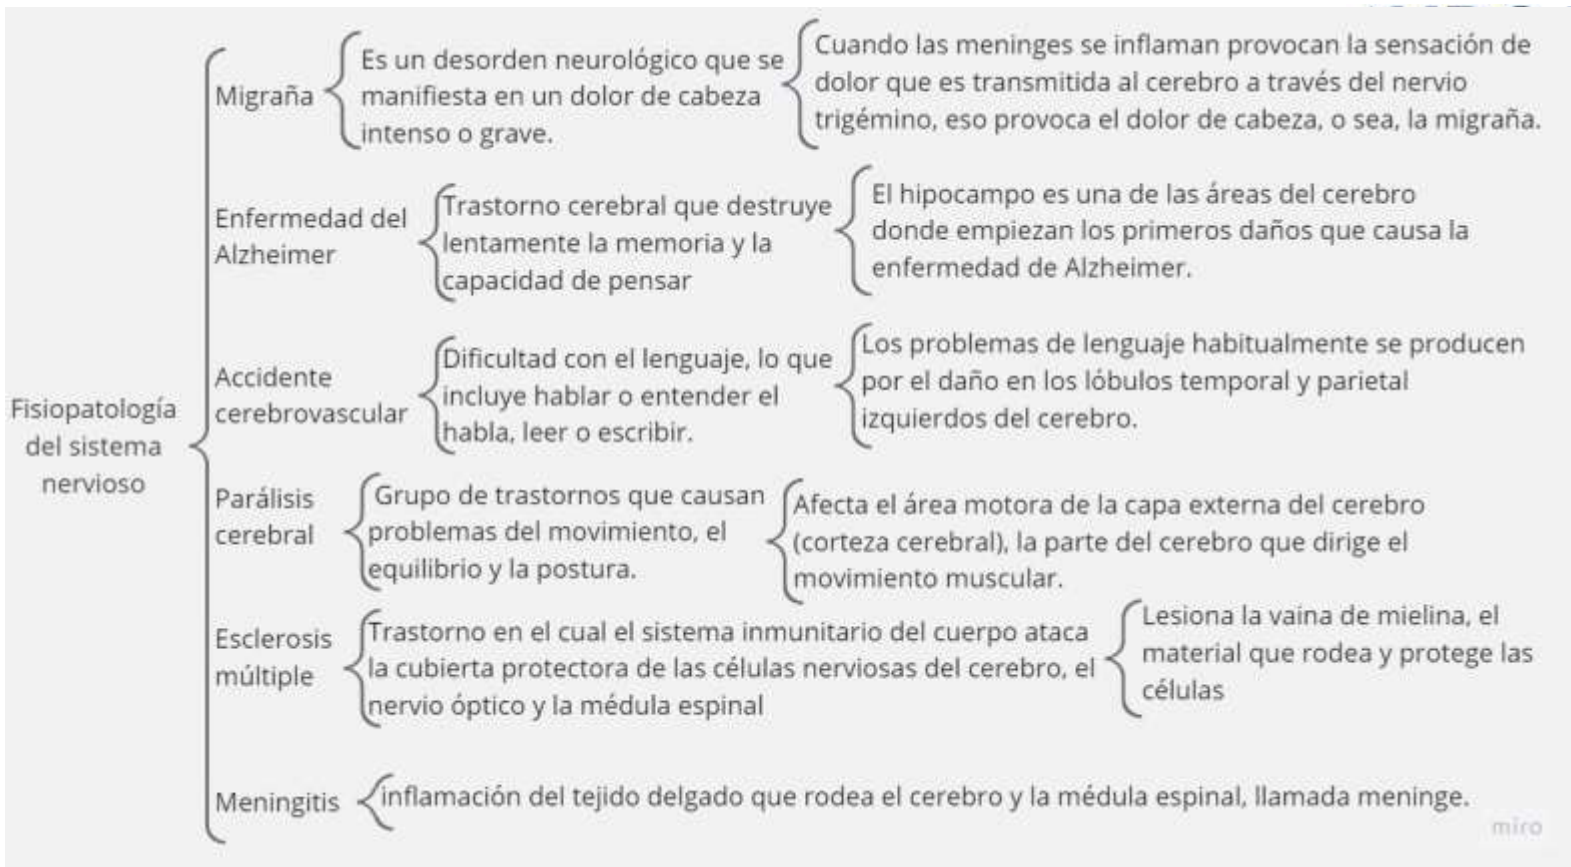 Fisiopatología
del sistema
nervioso
Migraña
Es un desorden neurológico que se
manifiesta en un dolor de cabeza
intenso o grave.
Cuando las meninges se inflaman provocan la sensación de
dolor que es transmitida al cerebro a través del nervio
trigémino, eso provoca el dolor de cabeza, o sea, la migraña.
Enfermedad del
Alzheimer
Trastorno cerebral que destruye
lentamente la memoria y la
capacidad de pensar
El hipocampo es una de las áreas del cerebro
donde empiezan los primeros daños que causa la
enfermedad de Alzheimer.
Accidente
cerebrovascular
Dificultad con el lenguaje, lo que
incluye hablar o entender el
habla, leer o escribir.
Los problemas de lenguaje habitualmente se producen
por el daño en los lóbulos temporal y parietal
izquierdos del cerebro.
Parálisis
cerebral
Grupo de trastornos que causan
problemas del movimiento, el
equilibrio y la postura.
Afecta el área motora de la capa externa del cerebro
(corteza cerebral), la parte del cerebro que dirige el
movimiento muscular.
Esclerosis
múltiple
Trastorno en el cual el sistema inmunitario del cuerpo ataca
la cubierta protectora de las células nerviosas del cerebro, el
nervio óptico y la médula espinal
Lesiona la vaina de mielina, el
material que rodea y protege las
células
Meningitis
inflamación del tejido delgado que rodea el cerebro y la médula espinal, llamada meninge.
miro